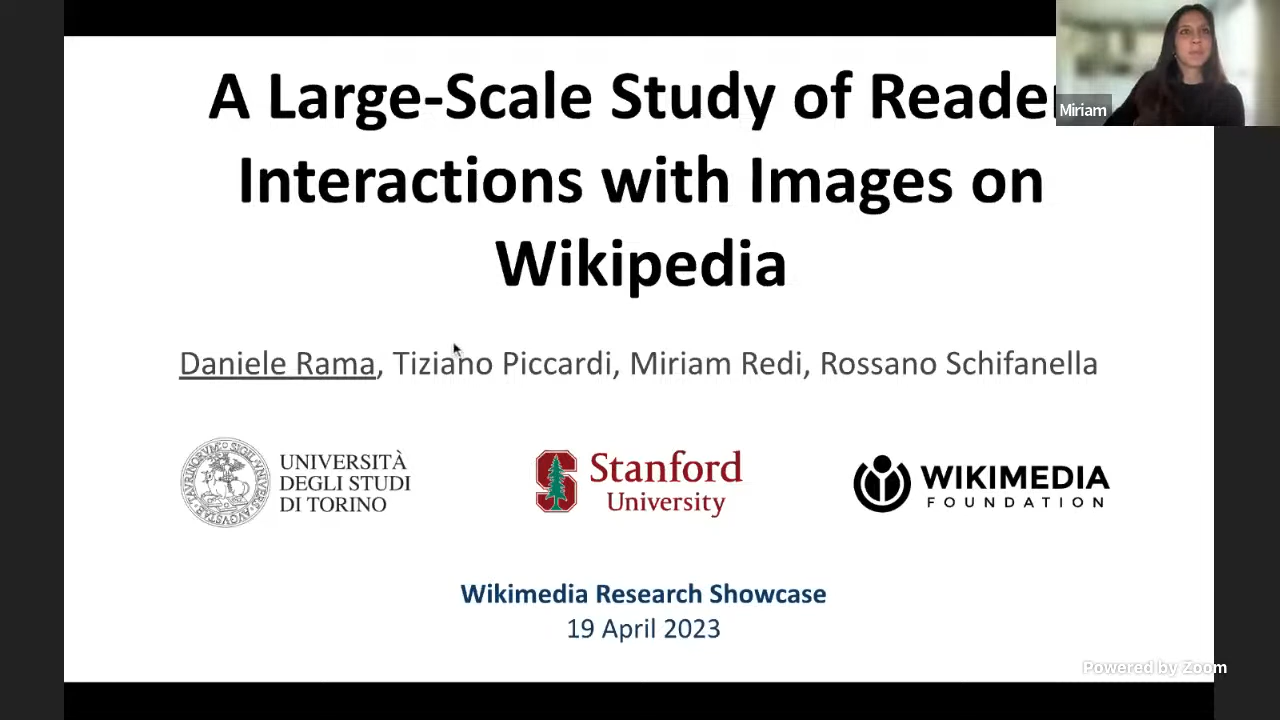 A Large-Scale Study of Reade
Interactions with Images on
Wikipedia
Miriam
Daniele Rama, Tiziano Piccardi, Miriam Redi, Rossano Schifanella
UNIVERSITÀ
DEGLI STUDI
DI TORINO
Stanford
University
WIKIMEDIA
FOUNDATION
Wikimedia Research Showcase
19 April 2023
Powered by Zoom